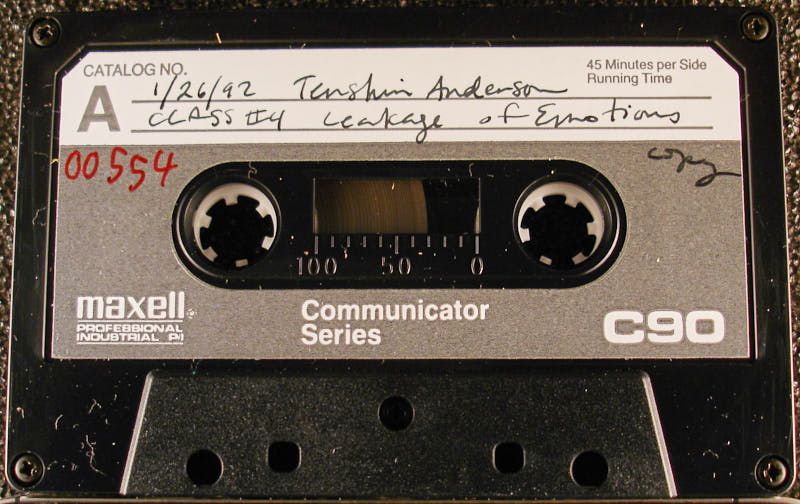 CATALOG NO.
45 Minutes per Side
Running Time
A
1/26/92 Tenshin Anderson
CLASS #4 Leakage of Emotions
00554
copy
100 50 0
maxell
PROFESSIONAL
INDUSTRIAL P/I
Communicator
Series
C90